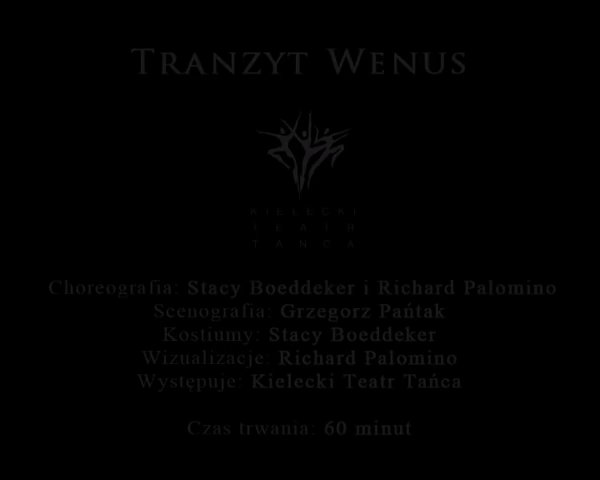 Tranzyt Wenus
KIELECKI
TEATR
TAŃCA
Choreografia: Stacy Boeddeker i Richard Palomino
Scenografia: Grzegorz Pańtak
Kostiumy: Stacy Boeddeker
Wizualizacje: Richard Palomino
Występuje: Kielecki Teatr Tańca
Czas trwania: 60 minut